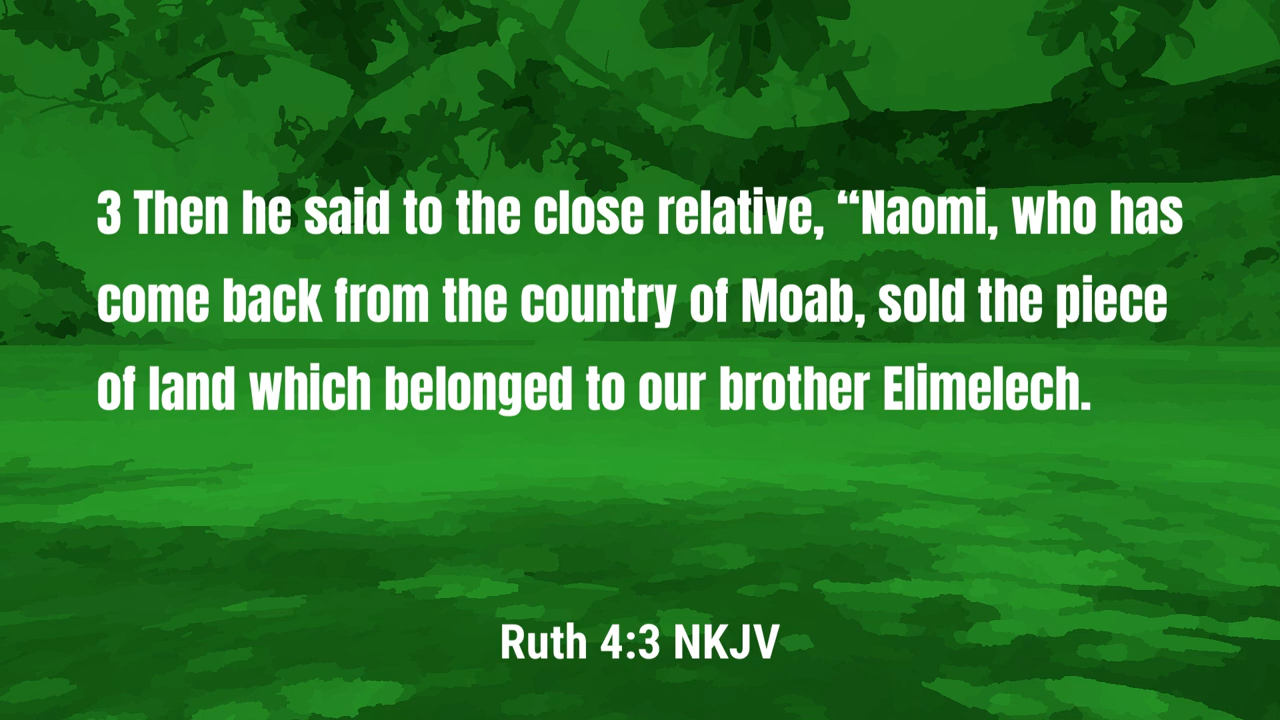 3 Then he said to the close relative, “Naomi, who has
come back from the country of Moab, sold the piece
of land which belonged to our brother Elimelech.
Ruth 4:3 NKJV